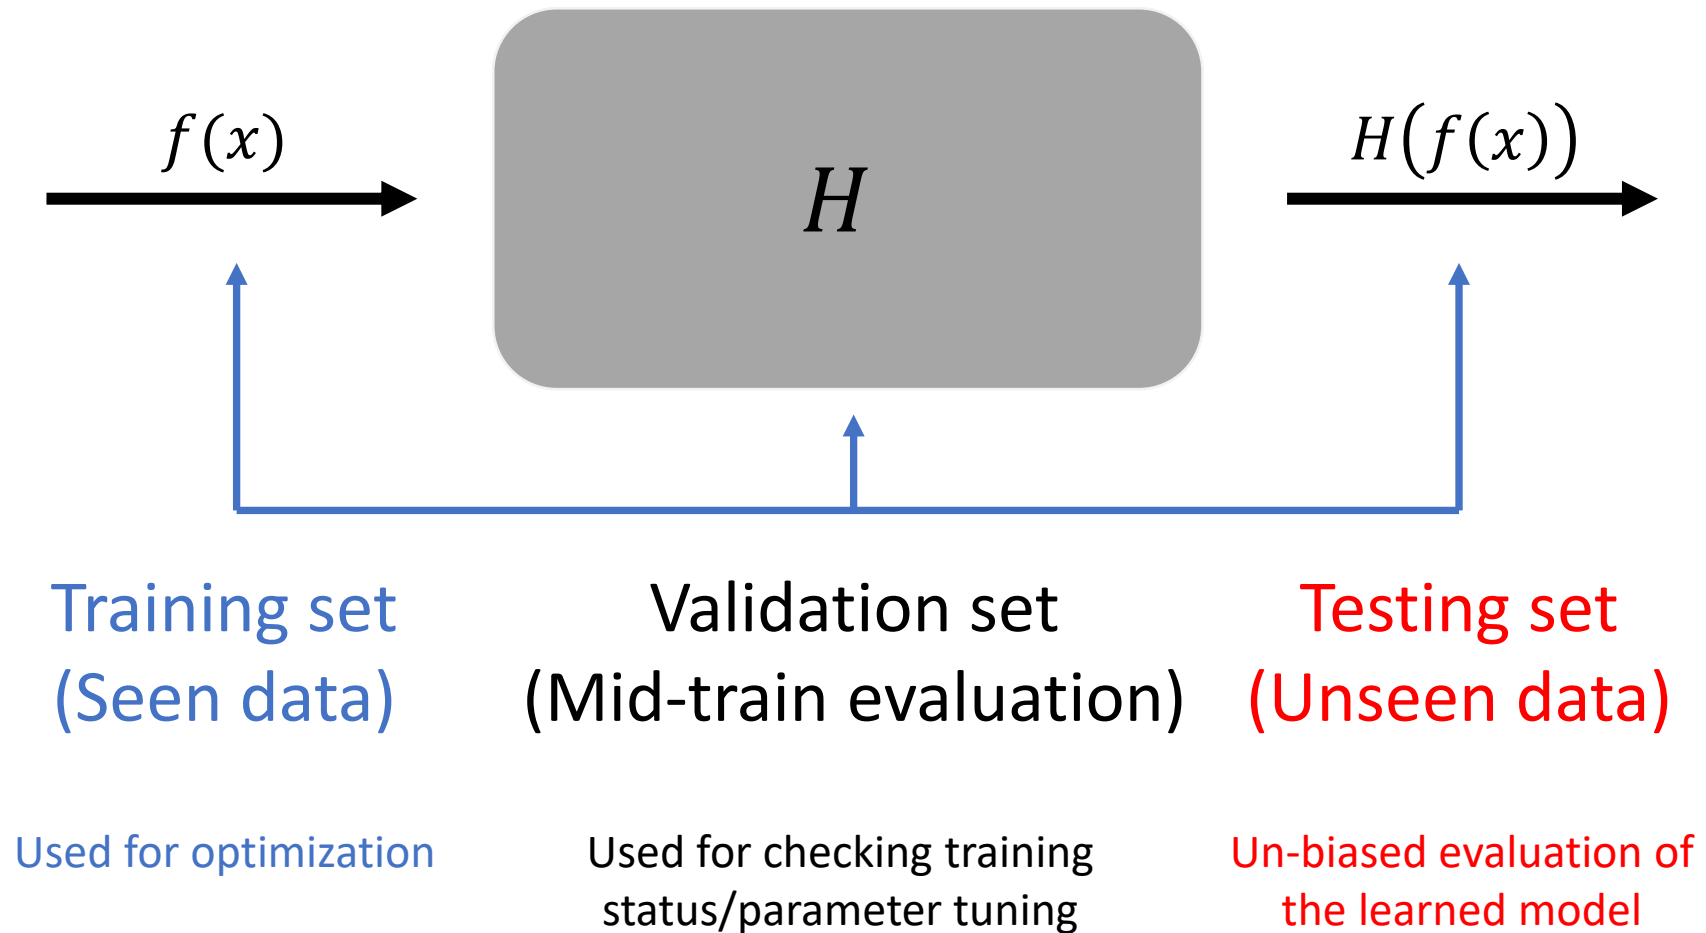 f(x)
H
H(f(x))
Training set
(Seen data)
Validation set
(Mid-train evaluation)
Testing set
(Unseen data)
Used for optimization
Used for checking training
status/parameter tuning
Un-biased evaluation of
the learned model